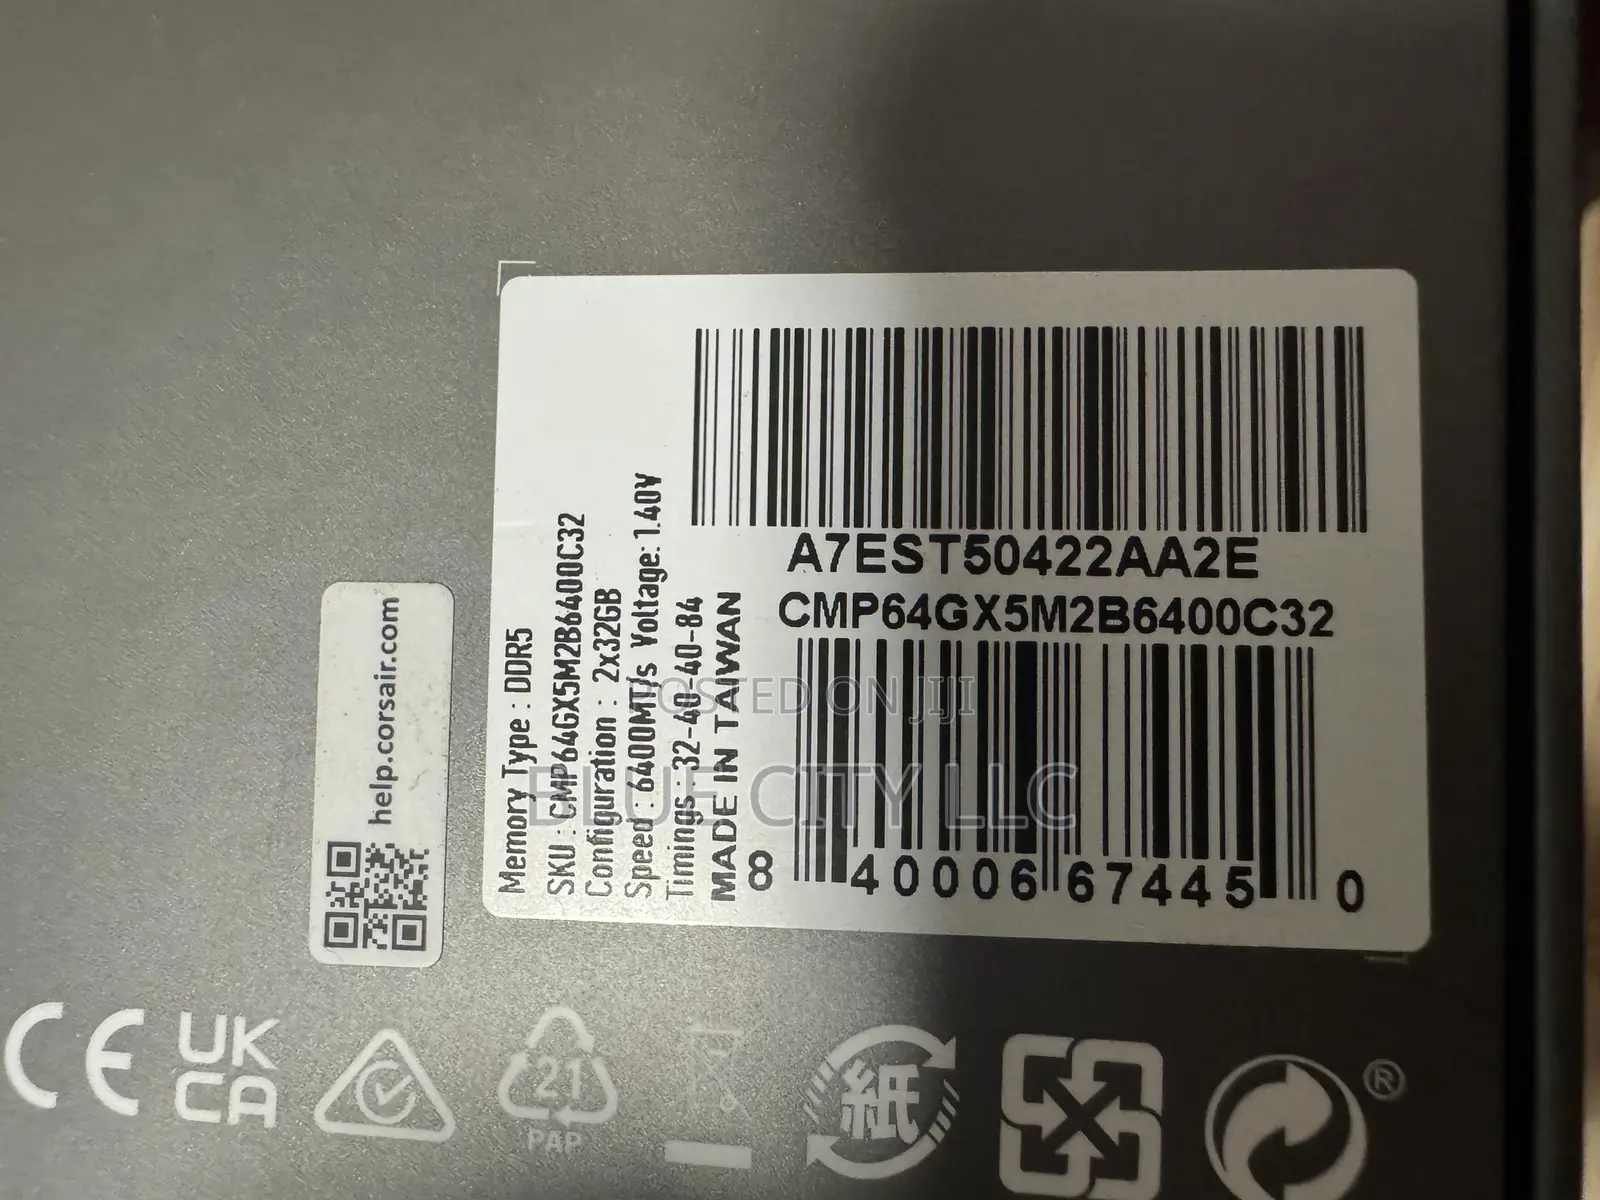 A7EST50422AA2E
CMP64GX5M2B6400C32
Memory Type : DDR5
SKU : CMP64GX5M2B6400C32
Configuration : 2x32GB
Speed : 6400MT/s Voltage: 1.40V
Timings : 32-40-40-84
MADE IN TAIWAN
8 40006 67445 0
help.corsair.com
POSTED ON JIJI
BLUE CITY LLC
CE
UK
CA
21
PAP
紙
®